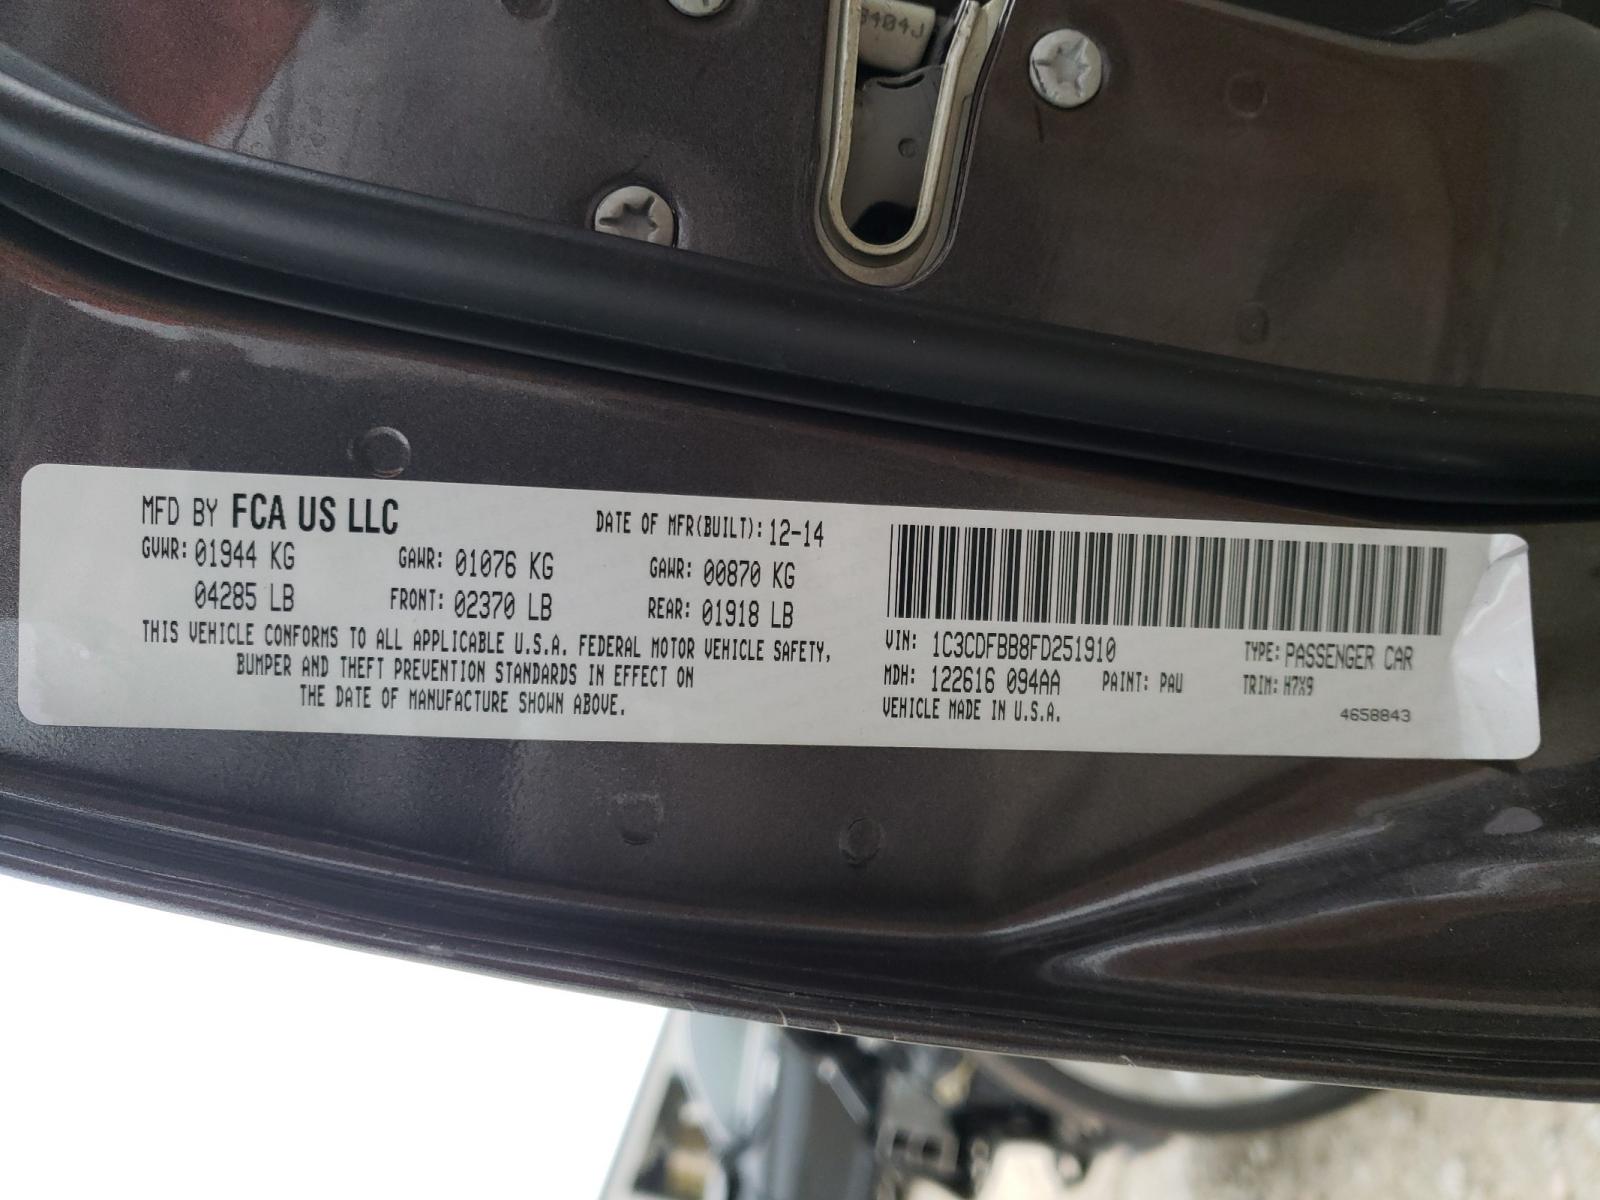 8404J
MFD BY FCA US LLC
DATE OF MFR(BUILT): 12-14
GVWR: 01944 KG GAWR: 01076 KG GAWR: 00870 KG
04285 LB FRONT: 02370 LB REAR: 01918 LB
THIS VEHICLE CONFORMS TO ALL APPLICABLE U.S.A. FEDERAL MOTOR VEHICLE SAFETY,
BUMPER AND THEFT PREVENTION STANDARDS IN EFFECT ON
THE DATE OF MANUFACTURE SHOWN ABOVE.
VIN: 1C3CDFBB8FD251910 TYPE: PASSENGER CAR
MDH: 122616 094AA PAINT: PAU TRIM: H7X9
VEHICLE MADE IN U.S.A. 4658843